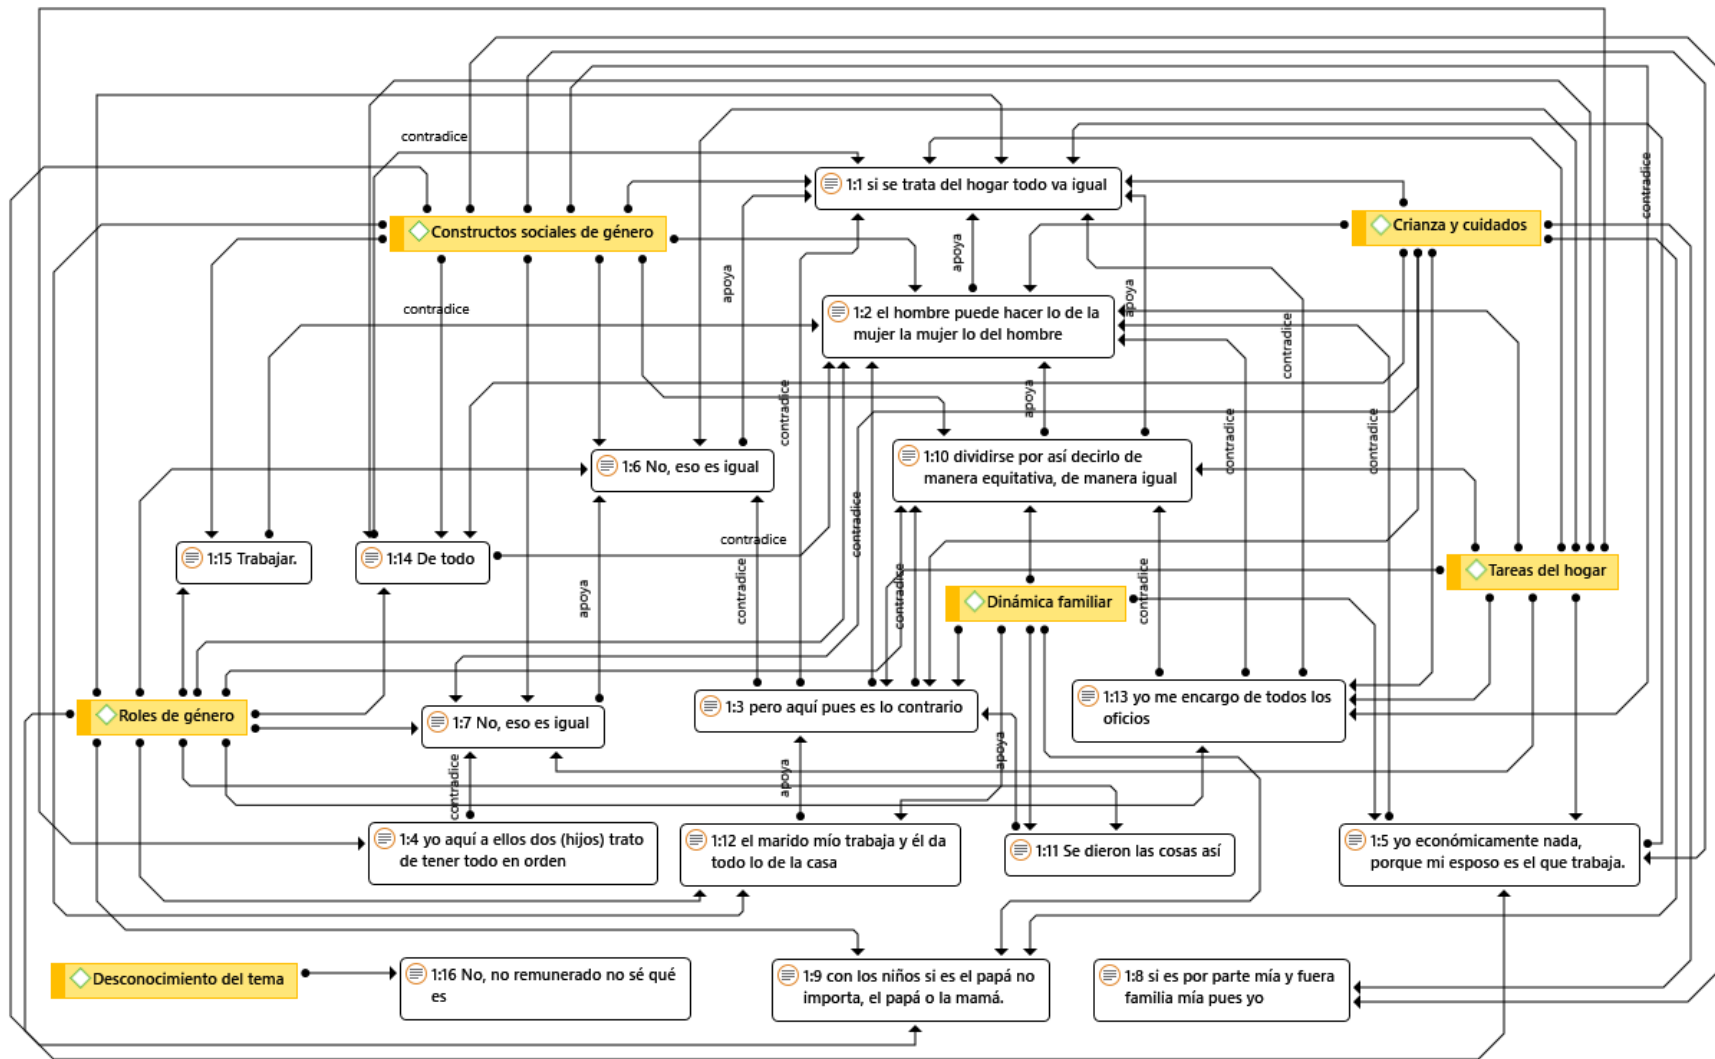 contradice
contradice
1:1 si se trata del hogar todo va igual
Constructos sociales de género
Crianza y cuidados
apoya
apoya
apoya
contradice
contradice
1:2 el hombre puede hacer lo de la
mujer la mujer lo del hombre
apoya
contradice
contradice
contradice
1:6 No, eso es igual
1:10 dividirse por así decirlo de
manera equitativa, de manera igual
contradice
contradice
1:15 Trabajar.
1:14 De todo
contradice
contradice
contradice
Tareas del hogar
apoya
Dinámica familiar
Roles de género
1:7 No, eso es igual
1:3 pero aquí pues es lo contrario
1:13 yo me encargo de todos los
oficios
contradice
apoya
apoya
1:4 yo aquí a ellos dos (hijos) trato
de tener todo en orden
1:12 el marido mío trabaja y él da
todo lo de la casa
1:11 Se dieron las cosas así
1:5 yo económicamente nada,
porque mi esposo es el que trabaja.
Desconocimiento del tema
1:16 No, no remunerado no sé qué
es
1:9 con los niños si es el papá no
importa, el papá o la mamá.
1:8 si es por parte mía y fuera
familia mía pues yo